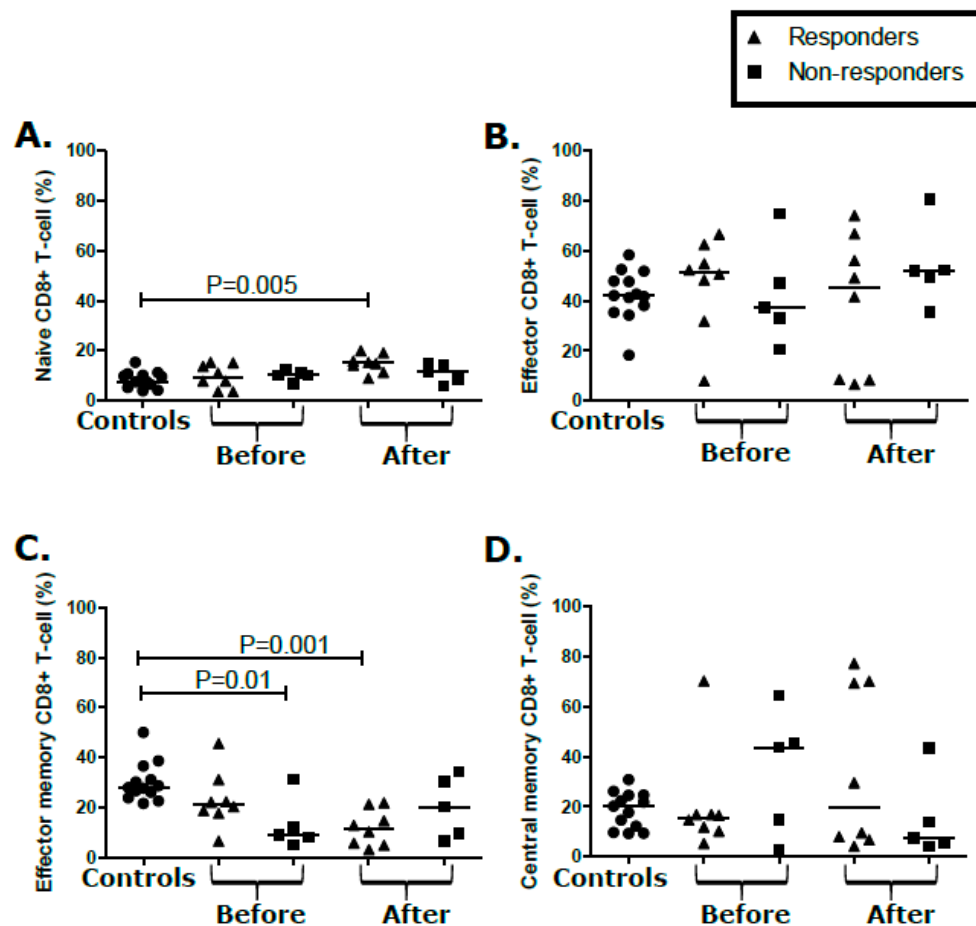 Responders
Non-responders
A.
Naive CD8+ T-cell (%)
100
80
60
40
20
0
P=0.005
Controls
Before
After
B.
Effector CD8+ T-cell (%)
100
80
60
40
20
0
Controls
Before
After
C.
Effector memory CD8+ T-cell (%)
100
80
60
40
20
0
P=0.001
P=0.01
Controls
Before
After
D.
Central memory CD8+ T-cell (%)
100
80
60
40
20
0
Controls
Before
After